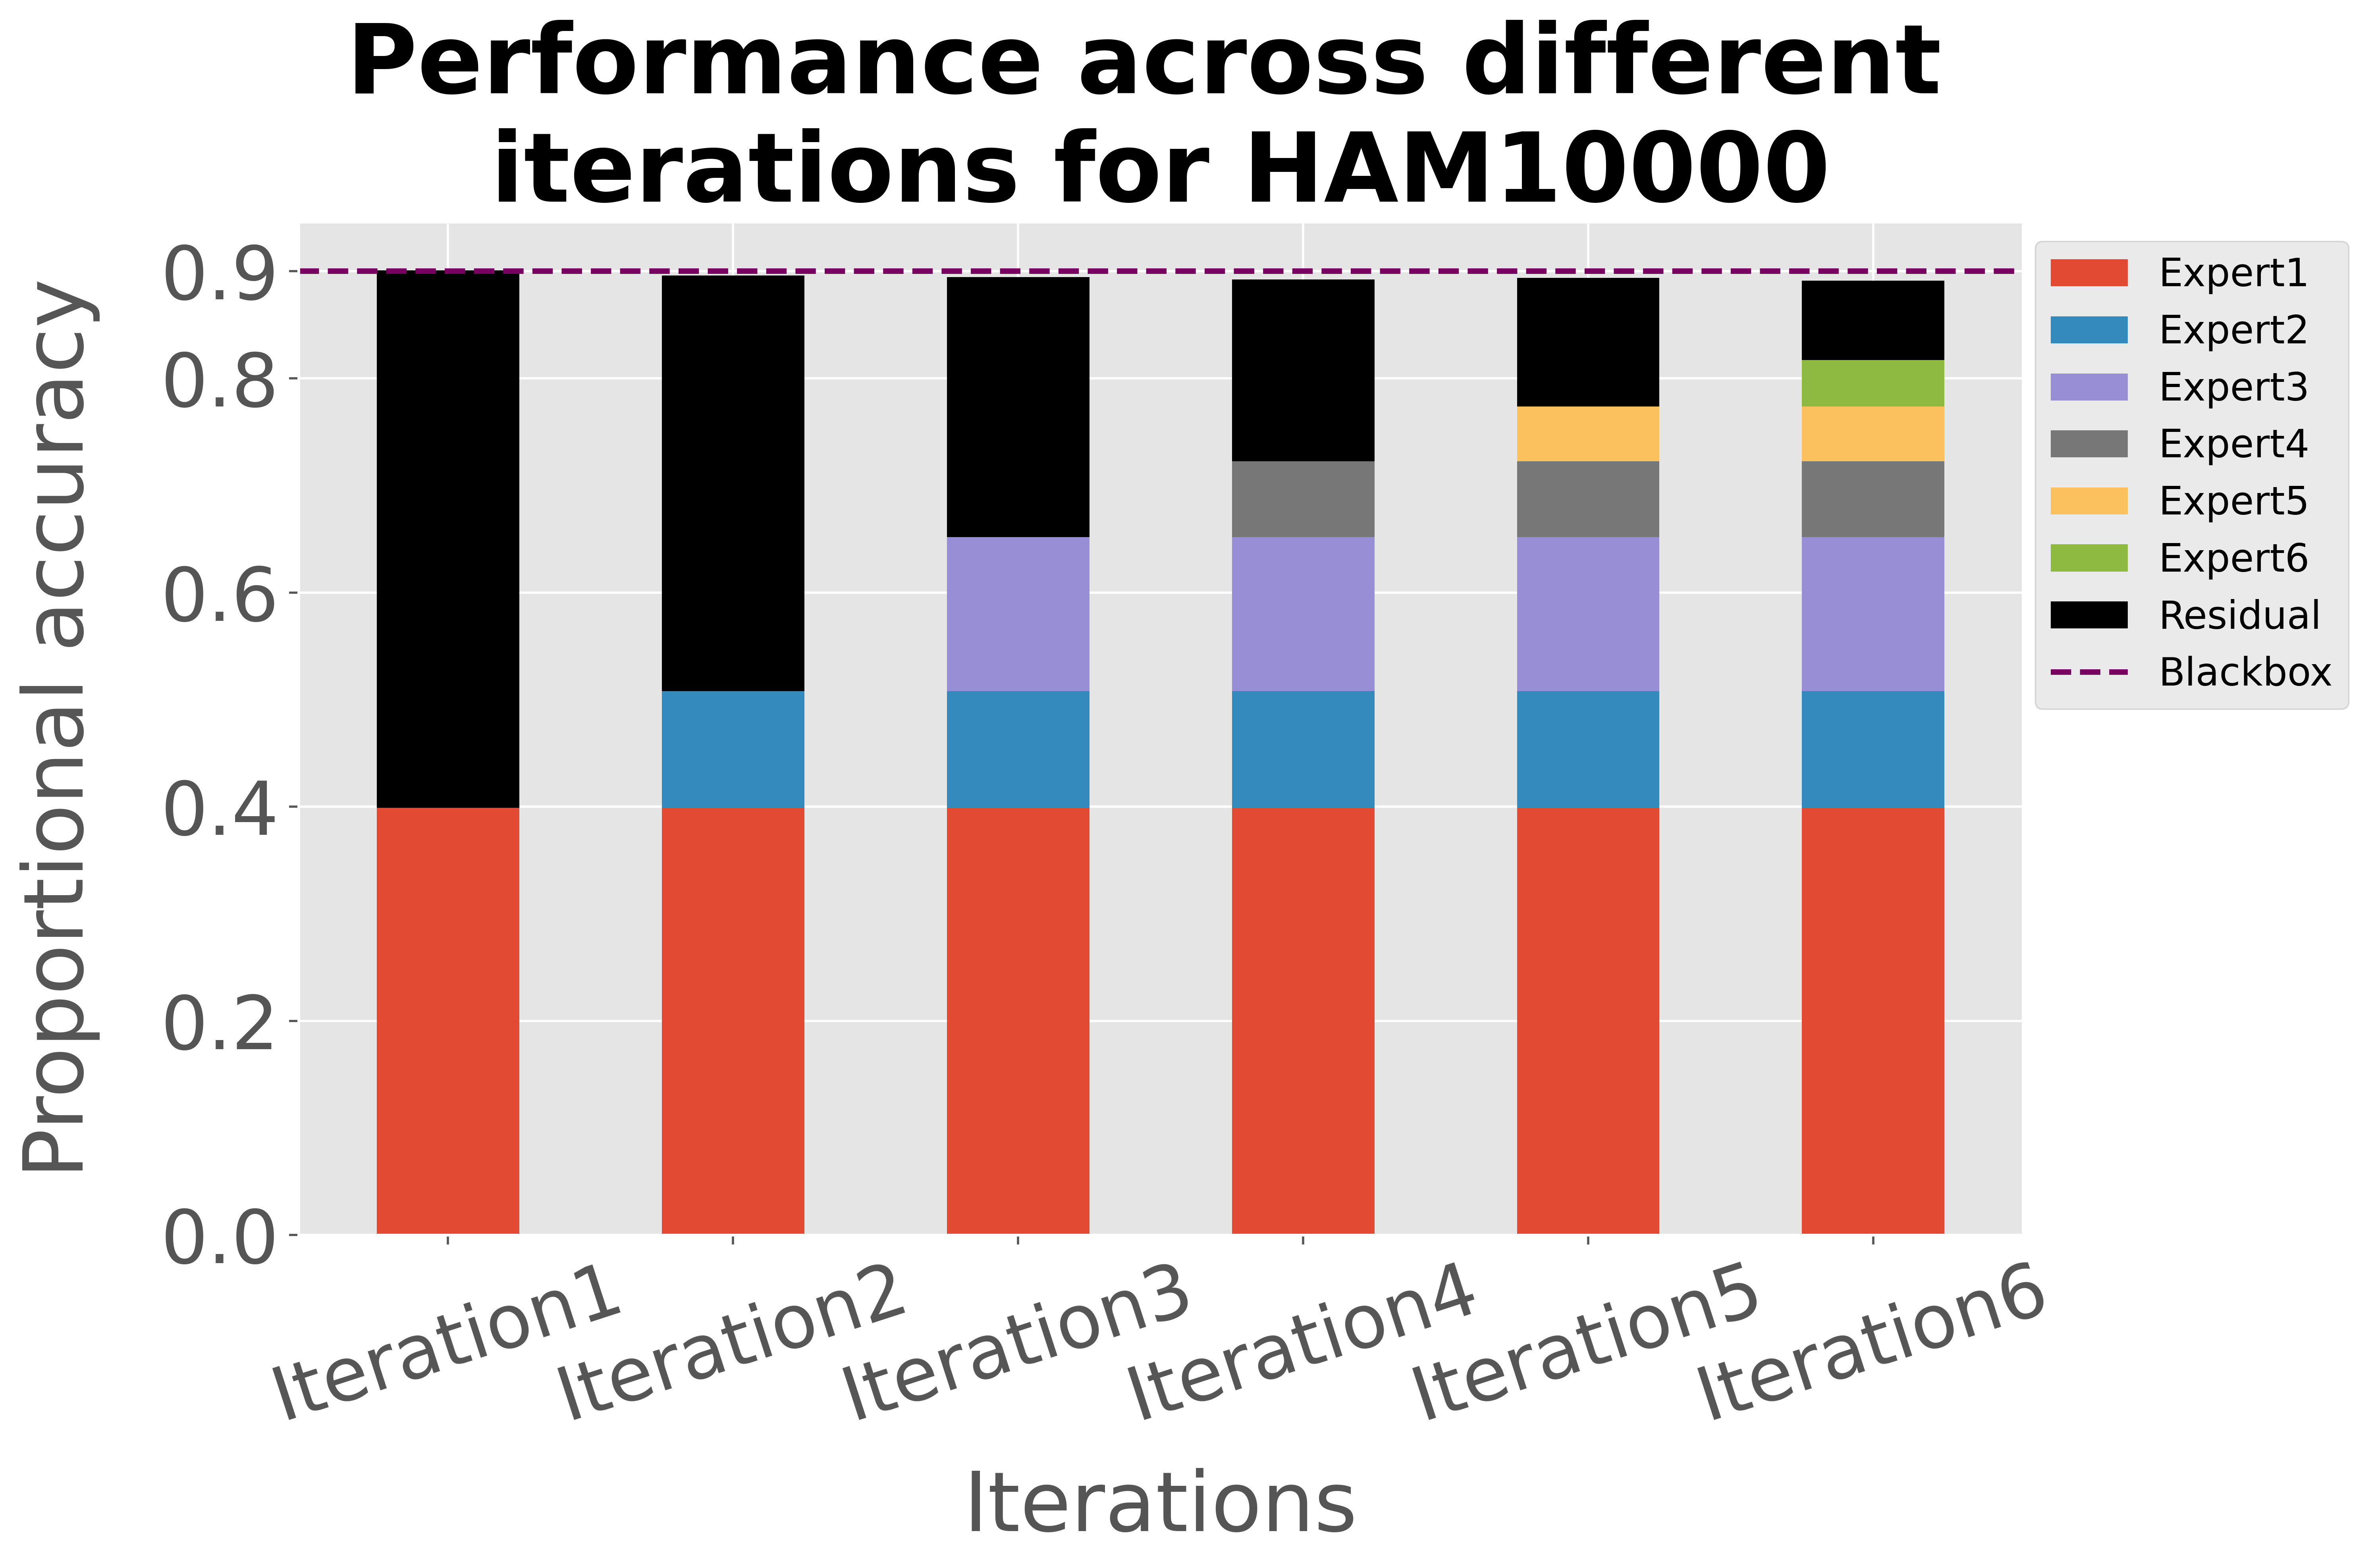 Performance across different
iterations for HAM10000
Proportional accuracy
0.9
0.8
0.6
0.4
0.2
0.0
Iteration1
Iteration2
Iteration3
Iteration4
Iteration5
Iteration6
Iterations
Expert1
Expert2
Expert3
Expert4
Expert5
Expert6
Residual
Blackbox